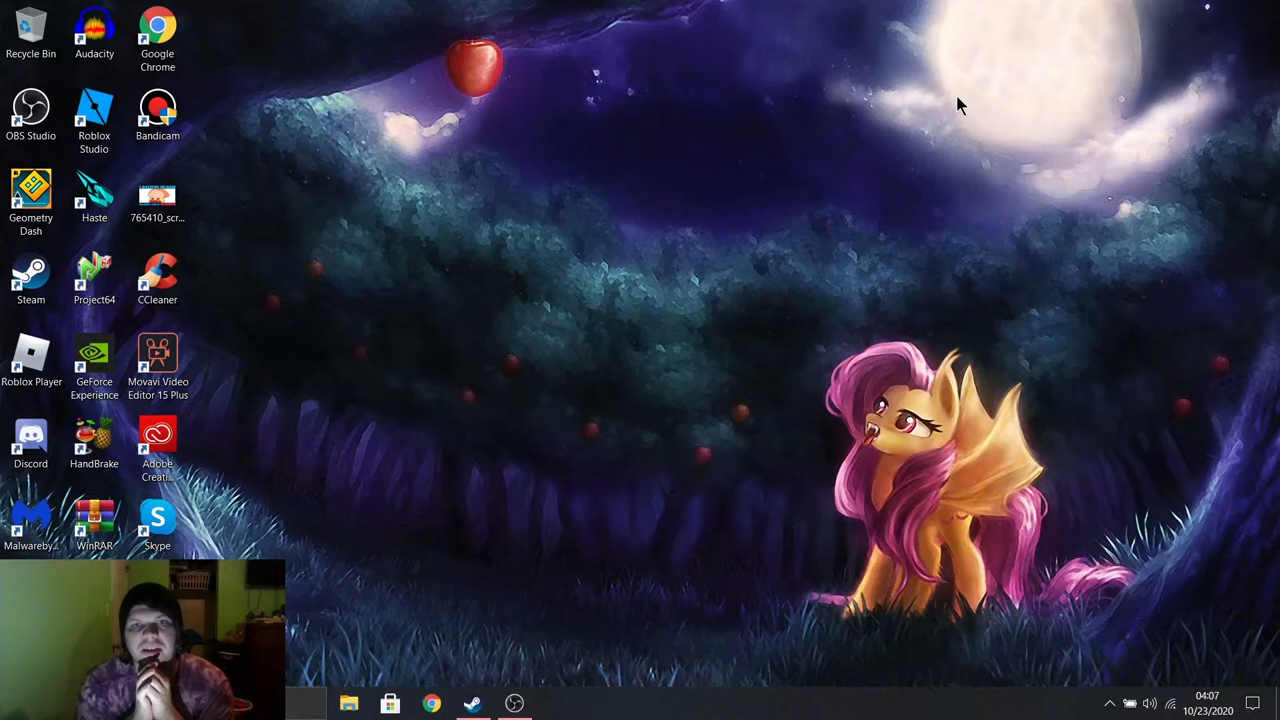 Recycle Bin
Audacity
Google
Chrome
OBS Studio
Roblox
Studio
Bandicam
Geometry
Dash
Haste
765410_scr...
Steam
Project64
CCleaner
Roblox Player
GeForce
Experience
Movavi Video
Editor 15 Plus
Discord
HandBrake
Adobe
Creati...
Malwareby...
WinRAR
Skype
04:07
10/23/2020